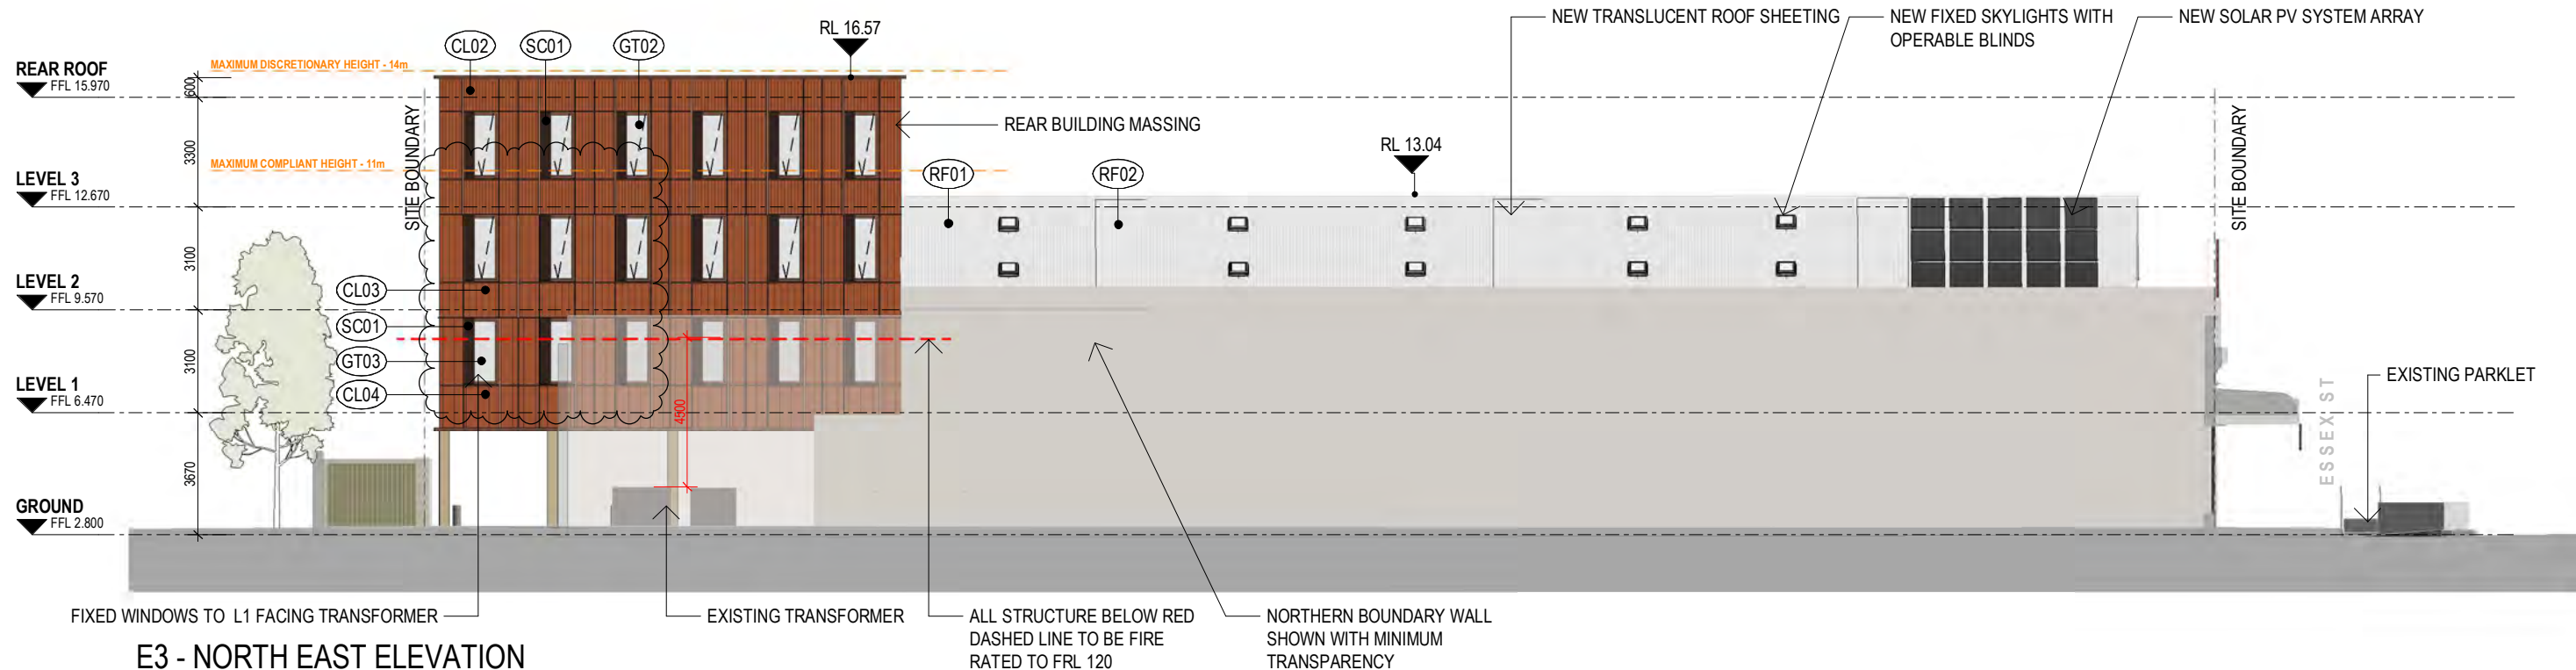 NEW TRANSLUCENT ROOF SHEETING
NEW FIXED SKYLIGHTS WITH
OPERABLE BLINDS
NEW SOLAR PV SYSTEM ARRAY
RL 16.57
CL02
SC01
GT02
MAXIMUM DISCRETIONARY HEIGHT - 14m
REAR ROOF
FFL 15.970
600
SITE BOUNDARY
REAR BUILDING MASSING
SITE BOUNDARY
3300
RL 13.04
MAXIMUM COMPLIANT HEIGHT - 11m
LEVEL 3
FFL 12.670
RF01
RF02
3100
LEVEL 2
FFL 9.570
CL03
SC01
GT03
CL04
3100
LEVEL 1
FFL 6.470
4500
EXISTING PARKLET
ESSEX ST
3670
GROUND
FFL 2.800
FIXED WINDOWS TO L1 FACING TRANSFORMER
EXISTING TRANSFORMER
ALL STRUCTURE BELOW RED
DASHED LINE TO BE FIRE
RATED TO FRL 120
NORTHERN BOUNDARY WALL
SHOWN WITH MINIMUM
TRANSPARENCY
E3 - NORTH EAST ELEVATION